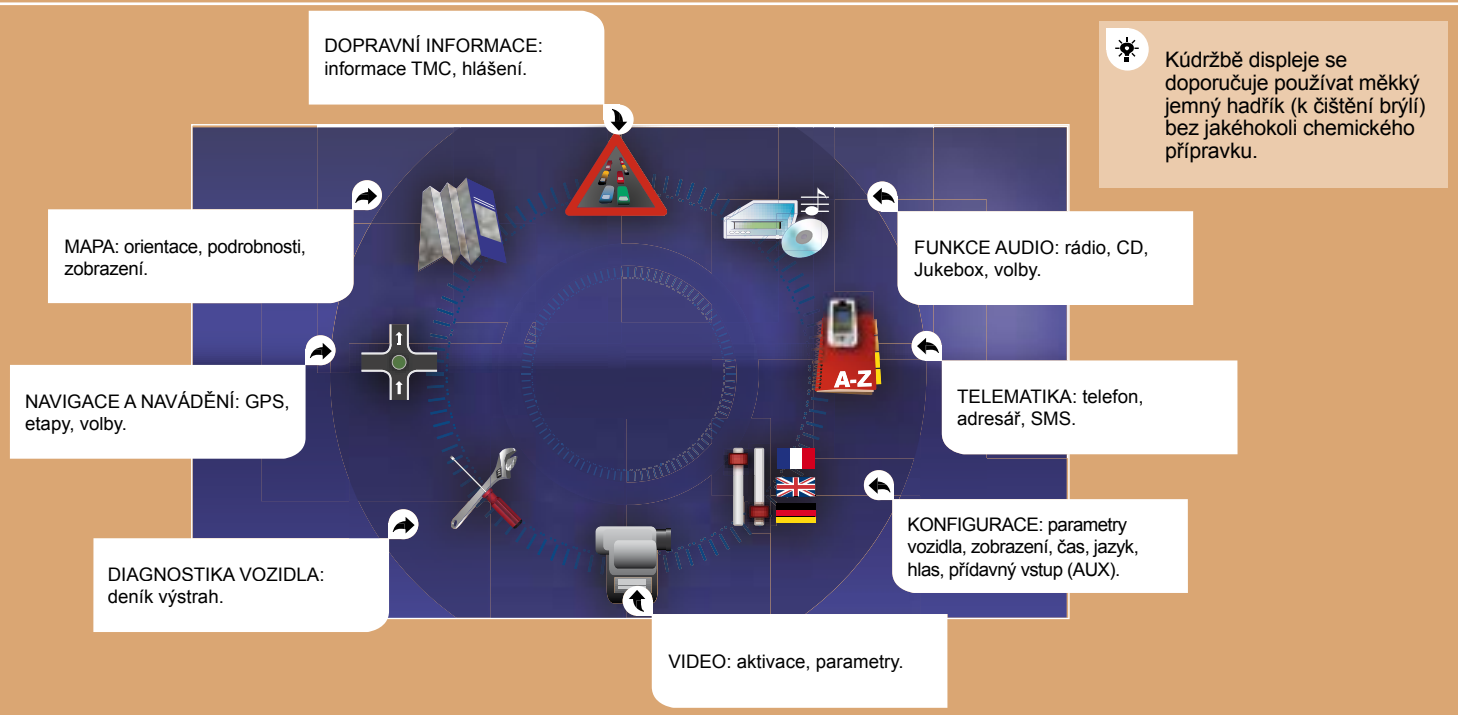 DOPRAVNÍ INFORMACE:
informace TMC, hlášení.
Kúdržbě displeje se
doporučuje používat měkký
jemný hadřík (k čištění brýlí)
bez jakéhokoli chemického
přípravku.
MAPA: orientace, podrobnosti,
zobrazení.
FUNKCE AUDIO: rádio, CD,
Jukebox, volby.
NAVIGACE A NAVÁDĚNÍ: GPS,
etapy, volby.
A-Z
TELEMATIKA: telefon,
adresář, SMS.
DIAGNOSTIKA VOZIDLA:
deník výstrah.
KONFIGURACE: parametry
vozidla, zobrazení, čas, jazyk,
hlas, přídavný vstup (AUX).
VIDEO: aktivace, parametry.